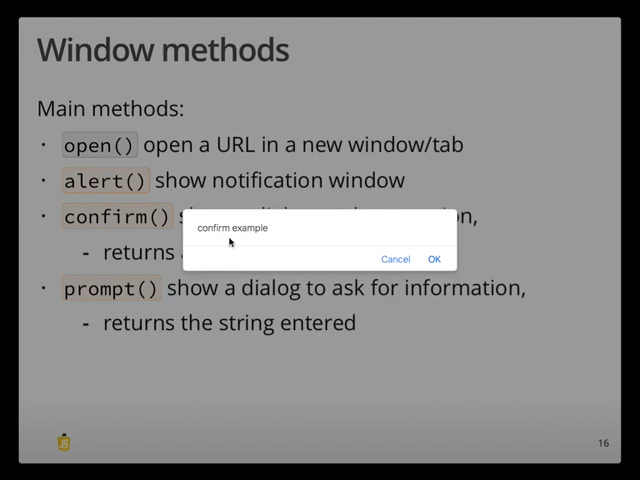 Window methods
Main methods:
· open() open a URL in a new window/tab
· alert() show notification window
· confirm()
confirm example
- returns
Cancel OK
· prompt() show a dialog to ask for information,
- returns the string entered
JS
16